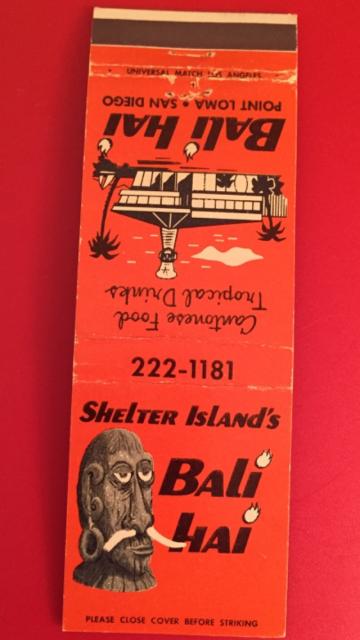 UNIVERSAL MATCH LOS ANGELES
POINT LOMA • SAN DIEGO
BALI HAI
Cantonese Food
Tropical Drinks
222-1181
SHELTER ISLAND'S
BALI
HAI
PLEASE CLOSE COVER BEFORE STRIKING